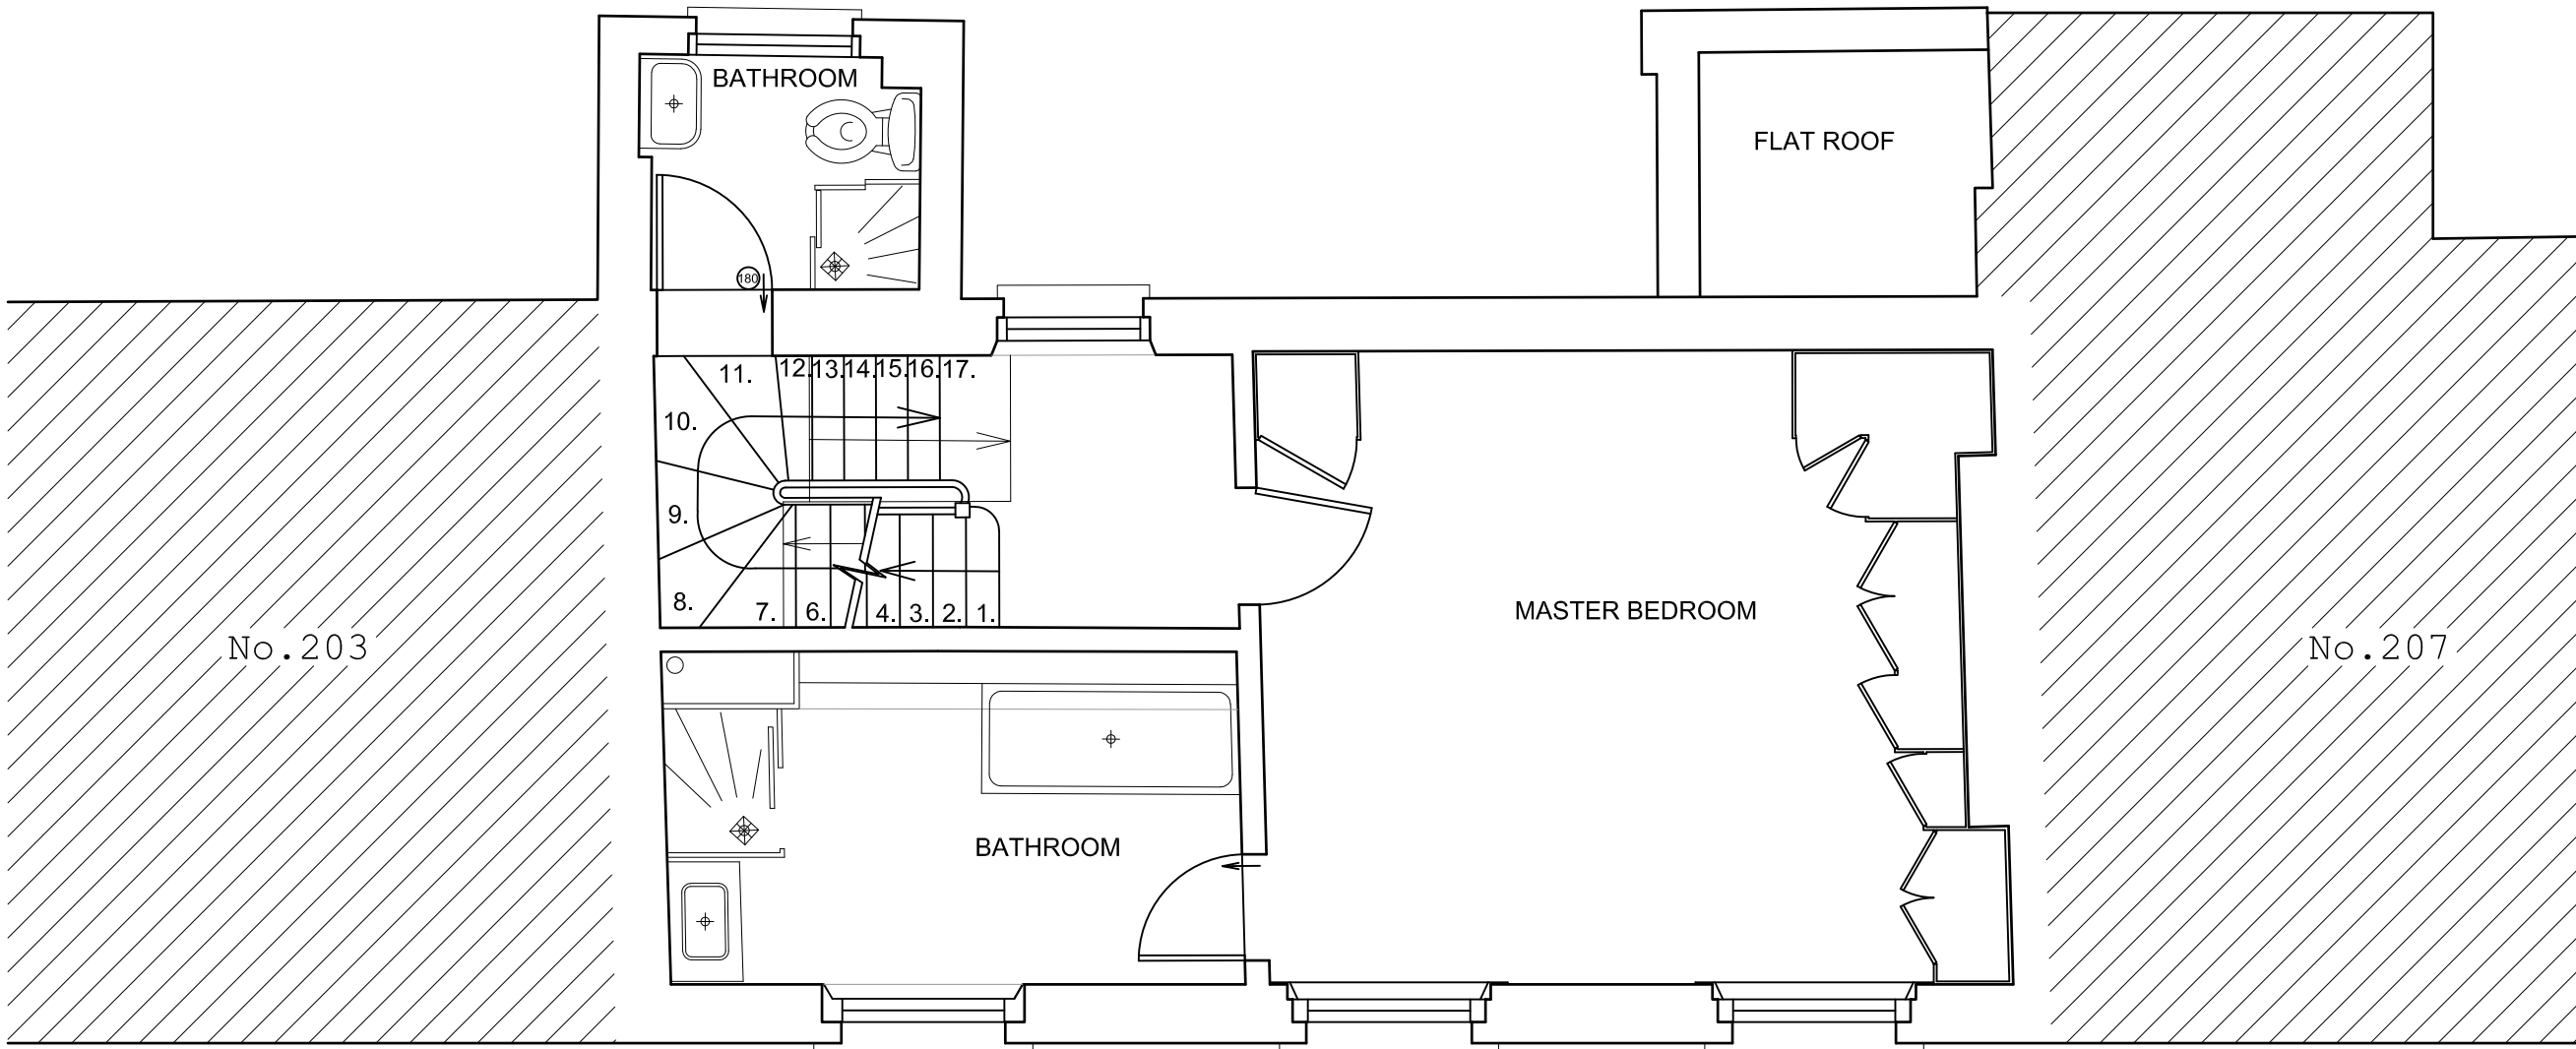 BATHROOM
FLAT ROOF
180
11.
12.
13.
14.
15.
16.
17.
10.
9.
8.
7.
6.
4.
3.
2.
1.
MASTER BEDROOM
No.203
No.207
BATHROOM